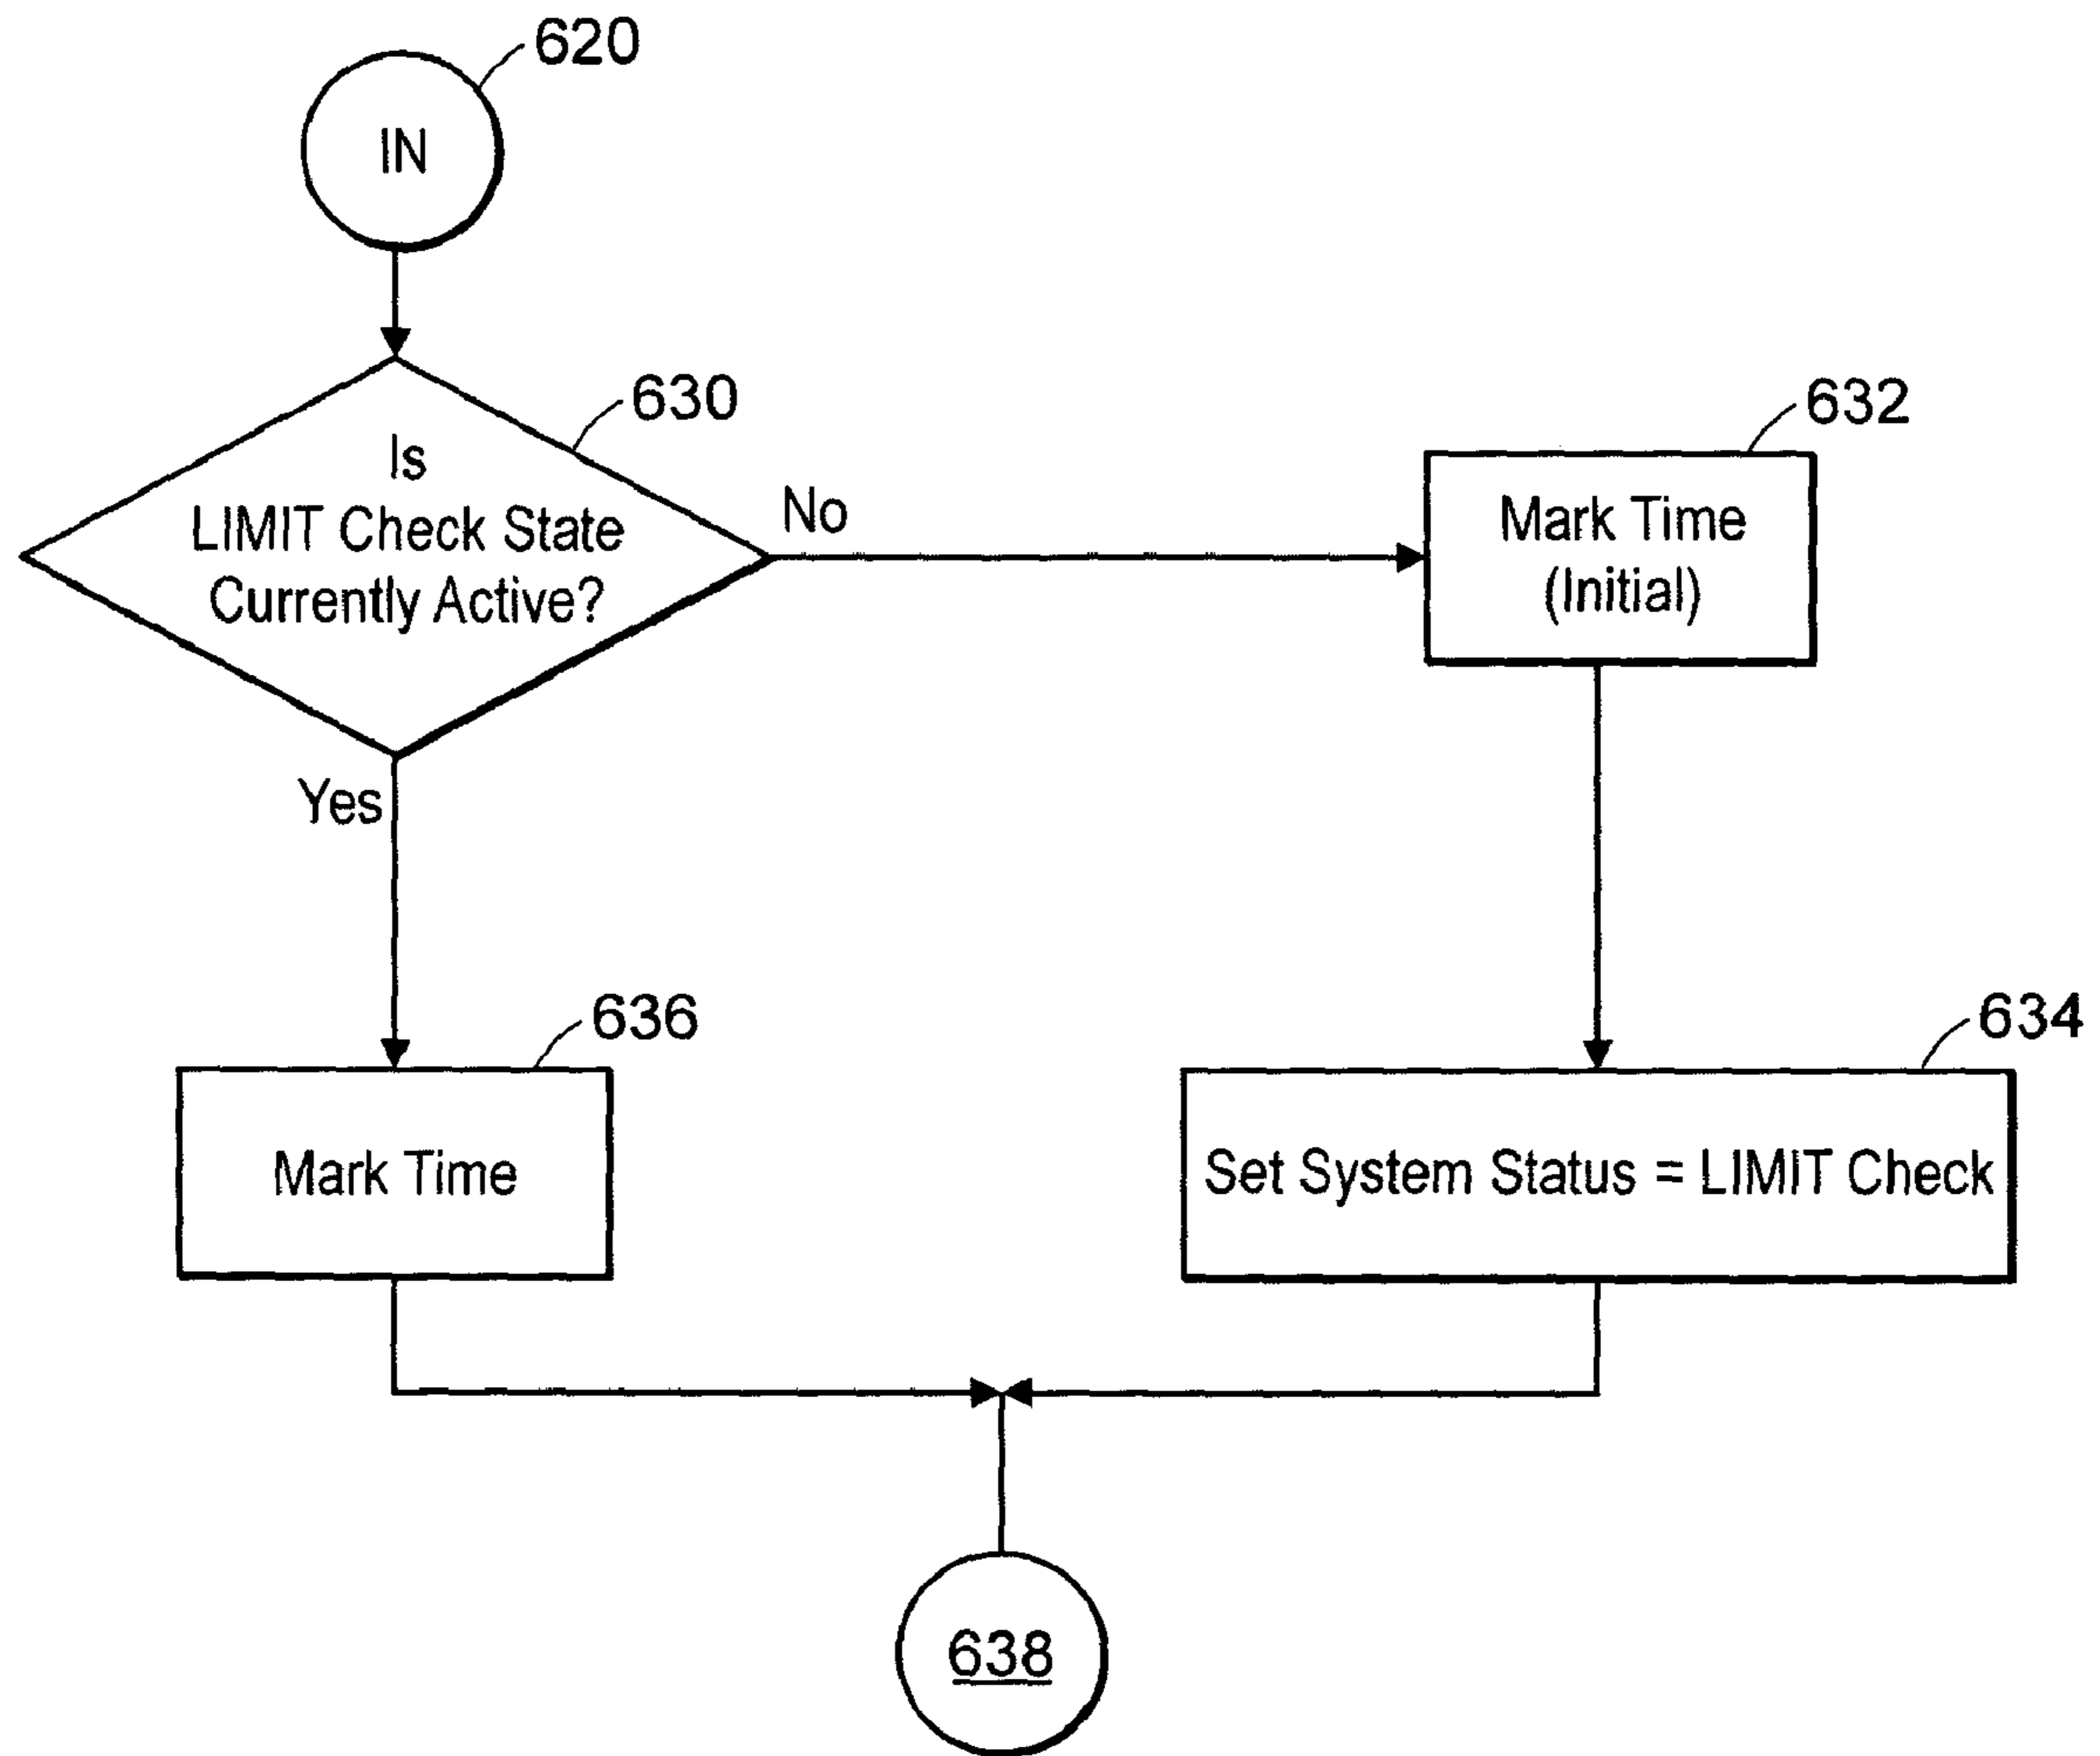 620
IN
630
Is
LIMIT Check State
Currently Active?
No
632
Mark Time
(Initial)
Yes
636
Mark Time
634
Set System Status = LIMIT Check
638